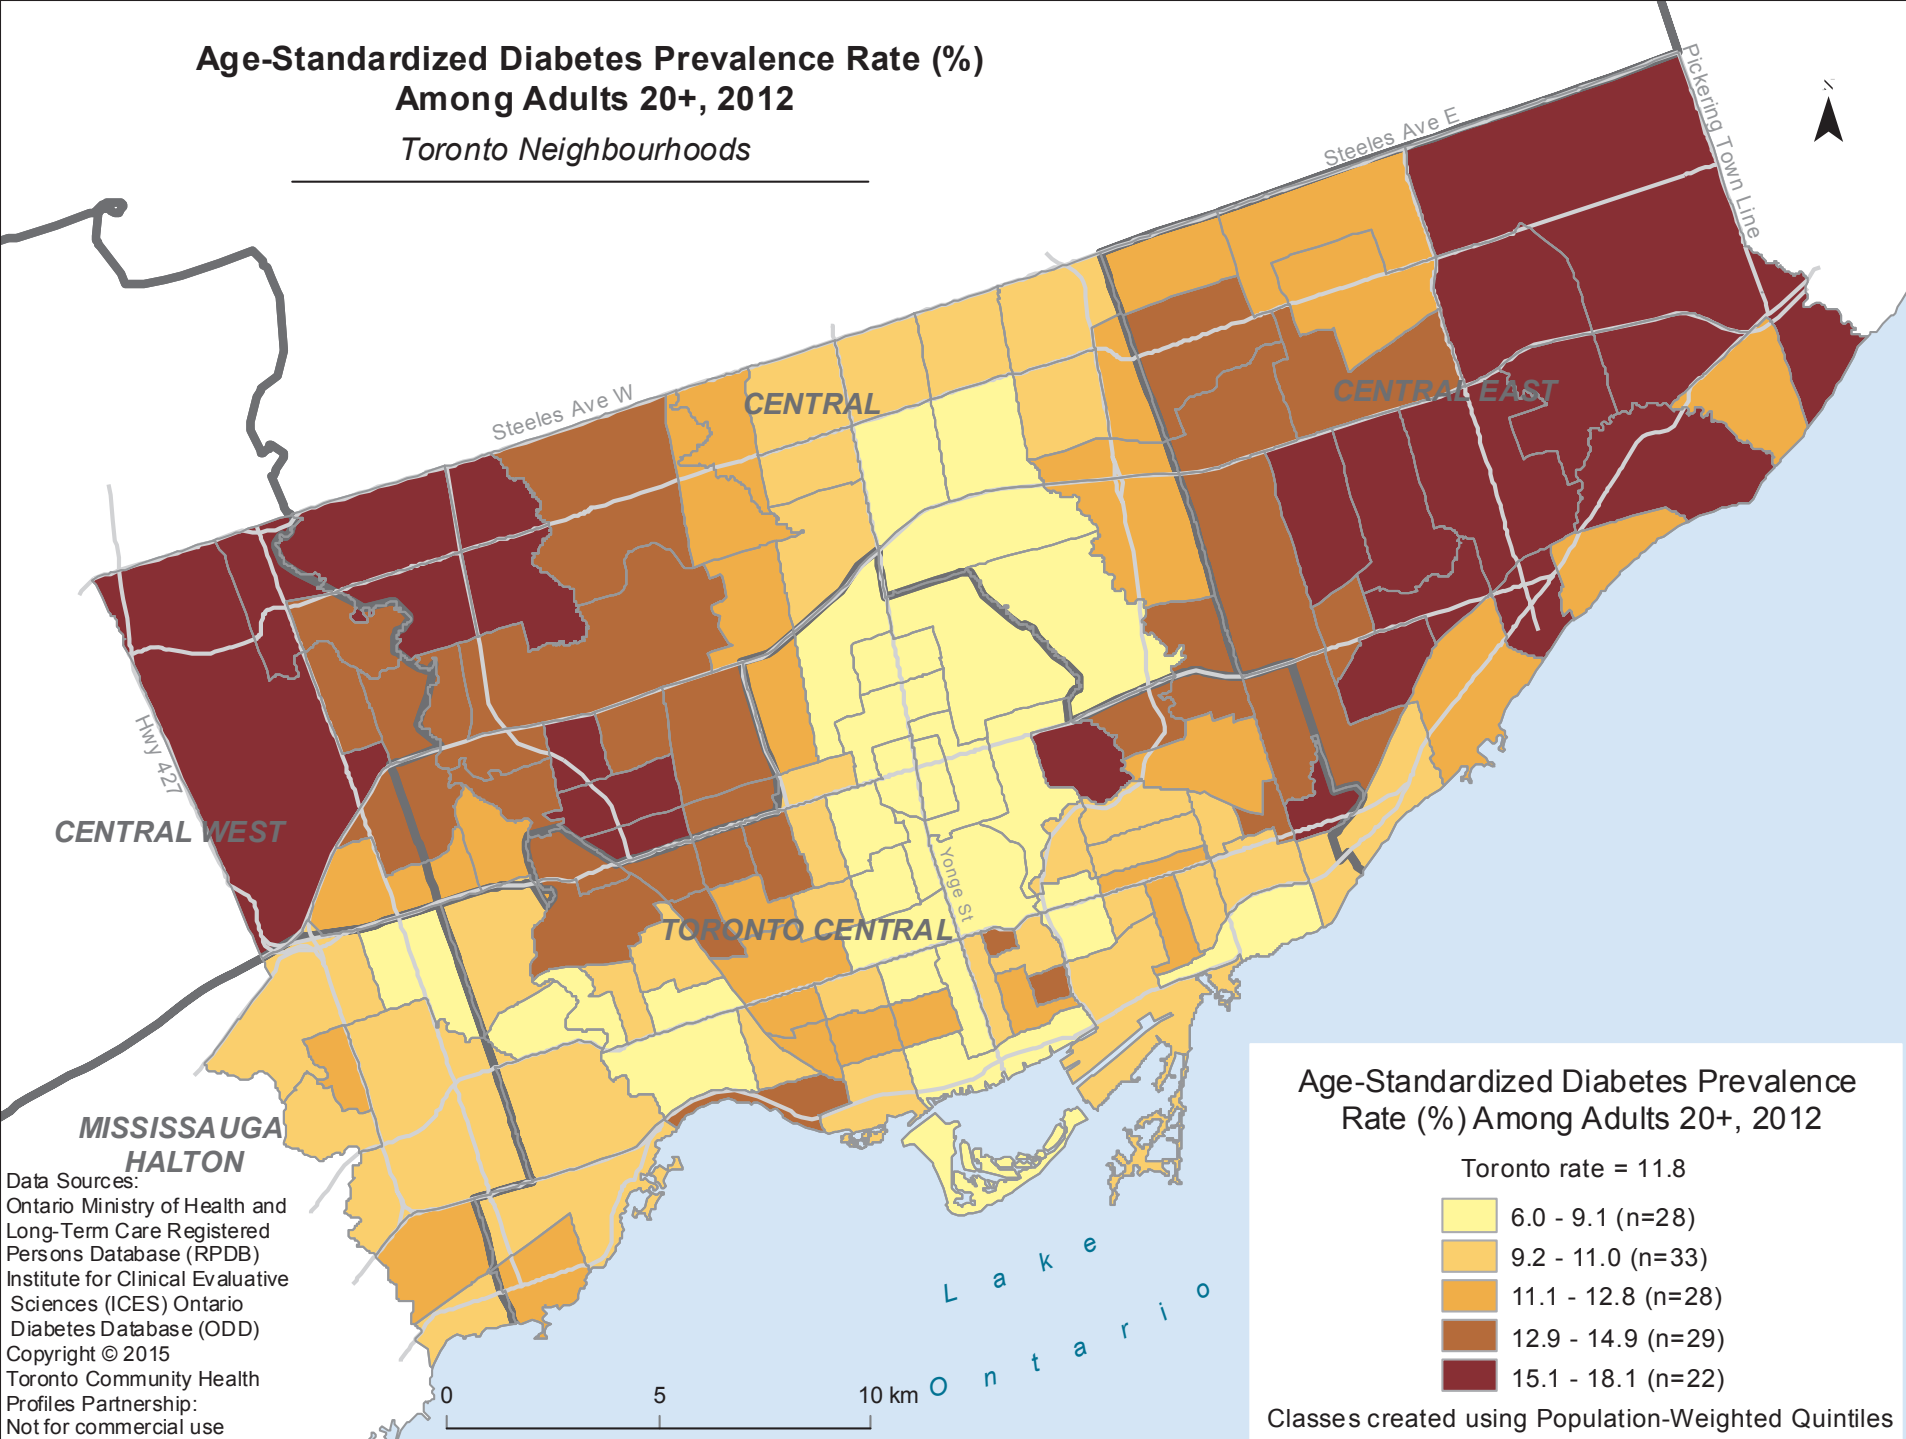 Age-Standardized Diabetes Prevalence Rate (%)
Among Adults 20+, 2012
Toronto Neighbourhoods
N
Pickering Town Line
Steeles Ave E
Steeles Ave W
CENTRAL
CENTRAL EAST
Hwy 427
CENTRAL WEST
Yonge St
TORONTO CENTRAL
MISSISSAUGA
HALTON
Data Sources:
Ontario Ministry of Health and
Long-Term Care Registered
Persons Database (RPDB)
Institute for Clinical Evaluative
Sciences (ICES) Ontario
Diabetes Database (ODD)
Copyright © 2015
Toronto Community Health
Profiles Partnership:
Not for commercial use
0 5 10 km
Lake
Ontario
Age-Standardized Diabetes Prevalence
Rate (%) Among Adults 20+, 2012
Toronto rate = 11.8
6.0 - 9.1 (n=28)
9.2 - 11.0 (n=33)
11.1 - 12.8 (n=28)
12.9 - 14.9 (n=29)
15.1 - 18.1 (n=22)
Classes created using Population-Weighted Quintiles